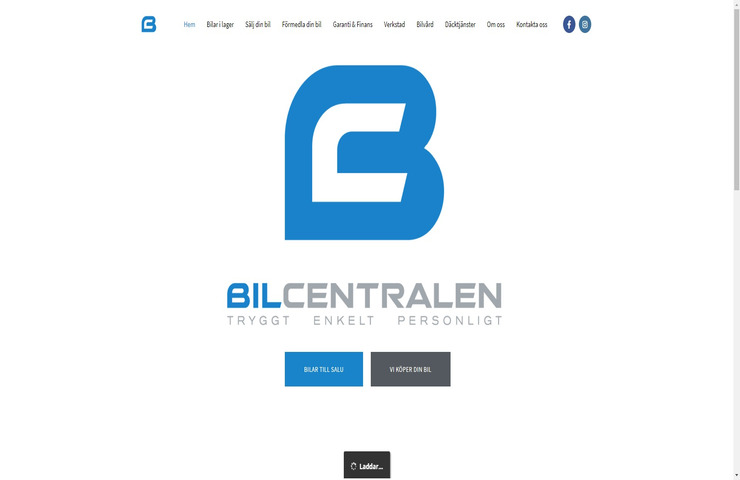 Hem Bilar i lager Sälj din bil Förmedla din bil Garanti & Finans Verkstad Bilvård Däcktjänster Om oss Kontakta oss
BILCENTRALEN
TRYGGT ENKELT PERSONLIGT
BILAR TILL SALU VI KÖPER DIN BIL
Laddar...